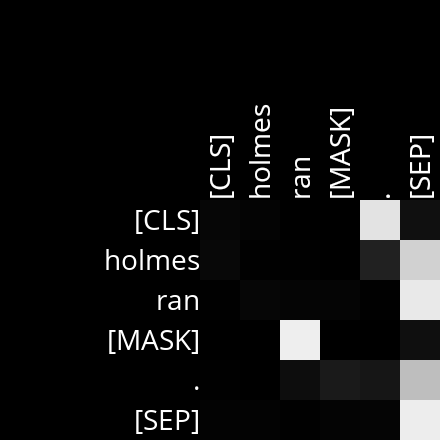 [CLS] holmes ran [MASK] . [SEP]
[CLS]
holmes
ran
[MASK]
.
[SEP]